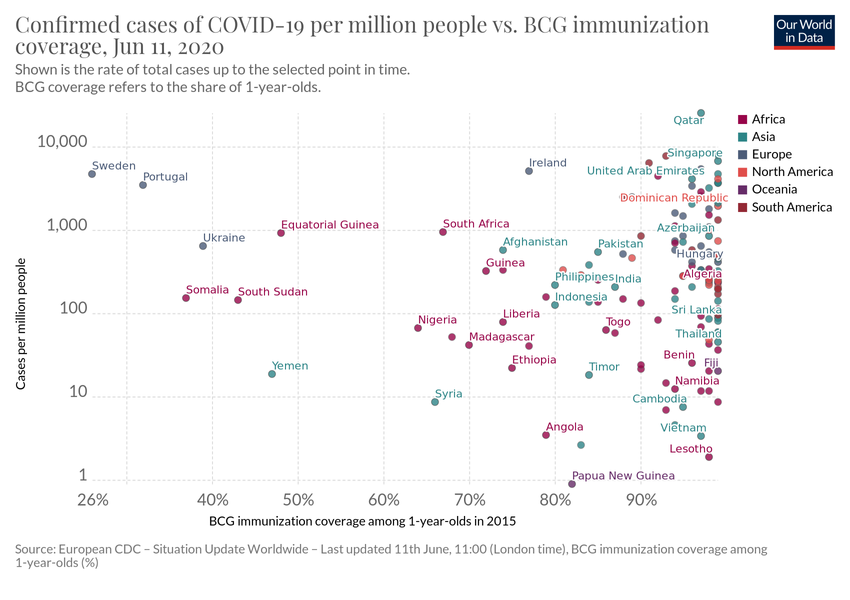 Confirmed cases of COVID-19 per million people vs. BCG immunization
coverage, Jun 11, 2020
Our World
in Data
Shown is the rate of total cases up to the selected point in time.
BCG coverage refers to the share of 1-year-olds.
Qatar
Africa
10,000
Asia
Singapore
Europe
Sweden
Ireland
United Arab Emirates
North America
Portugal
Oceania
Dominican Republic
South America
1,000
Equatorial Guinea
South Africa
Azerbaijan
Ukraine
Afghanistan
Pakistan
Hungary
Guinea
Algeria
Philippines
India
Somalia
South Sudan
Indonesia
100
Liberia
Sri Lanka
Nigeria
Togo
Madagascar
Thailand
Ethiopia
Benin
Yemen
Timor
Fiji
Namibia
10
Syria
Cambodia
Angola
Vietnam
Lesotho
1
Papua New Guinea
Cases per million people
26%
40%
50%
60%
70%
80%
90%
BCG immunization coverage among 1-year-olds in 2015
Source: European CDC – Situation Update Worldwide – Last updated 11th June, 11:00 (London time), BCG immunization coverage among
1-year-olds (%)